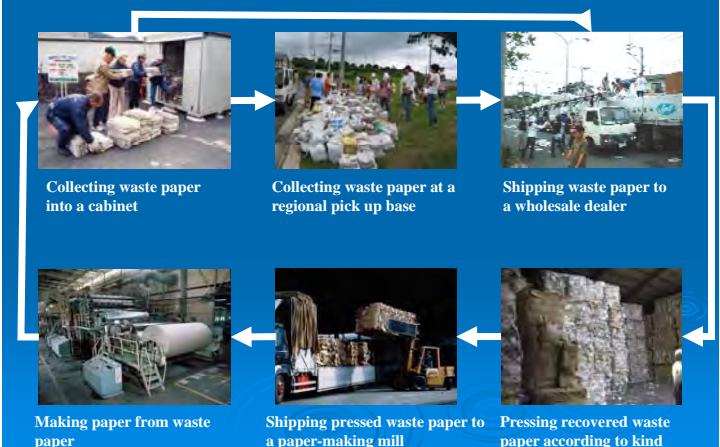 Collecting waste paper
into a cabinet
Collecting waste paper at a
regional pick up base
Shipping waste paper to
a wholesale dealer
Making paper from waste
paper
Shipping pressed waste paper to
a paper-making mill
Pressing recovered waste
paper according to kind